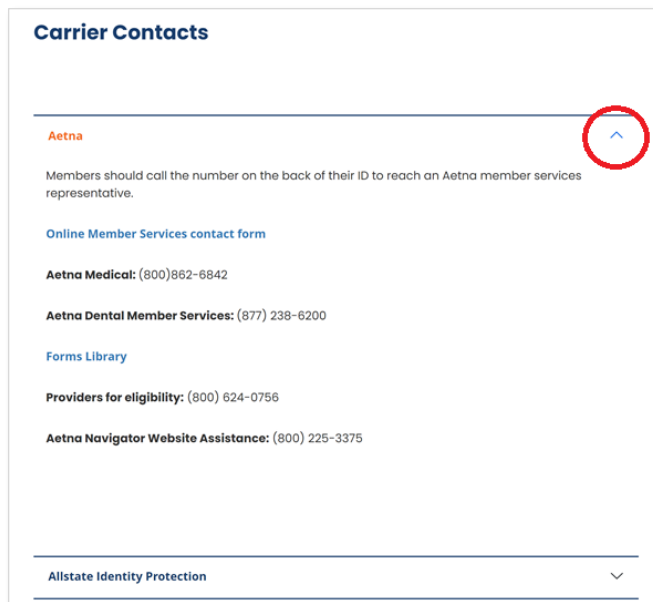 Carrier Contacts
Aetna
Members should call the number on the back of their ID to reach an Aetna member services
representative.
Online Member Services contact form
Aetna Medical: (800)862-6842
Aetna Dental Member Services: (877) 238-6200
Forms Library
Providers for eligibility: (800) 624-0756
Aetna Navigator Website Assistance: (800) 225-3375
Allstate Identity Protection